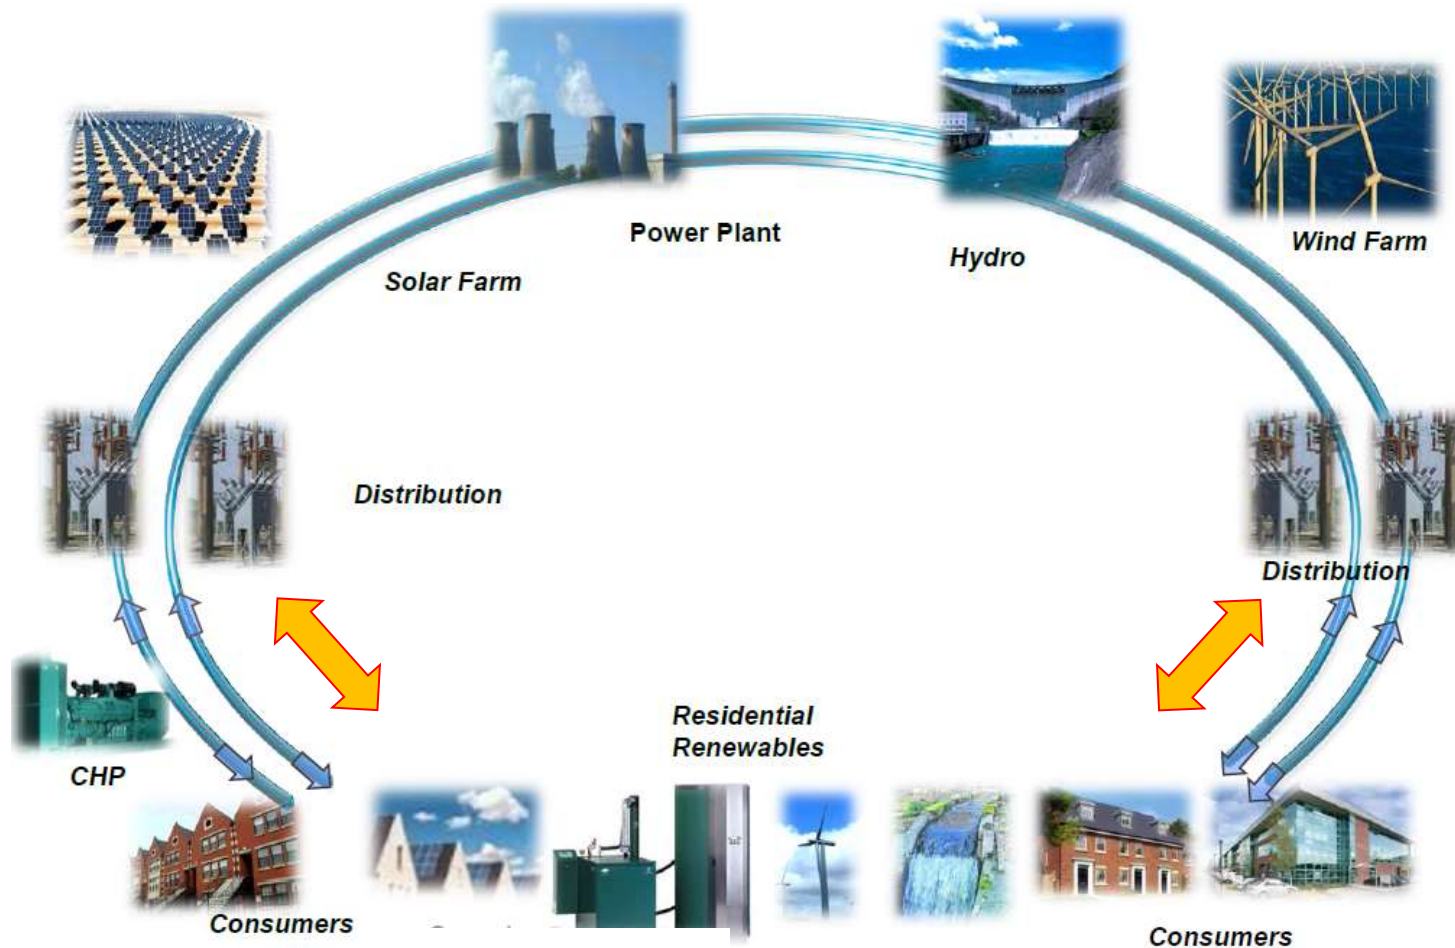 Power Plant
Hydro
Wind Farm
Solar Farm
Distribution
Distribution
Residential
Renewables
CHP
Consumers
Consumers